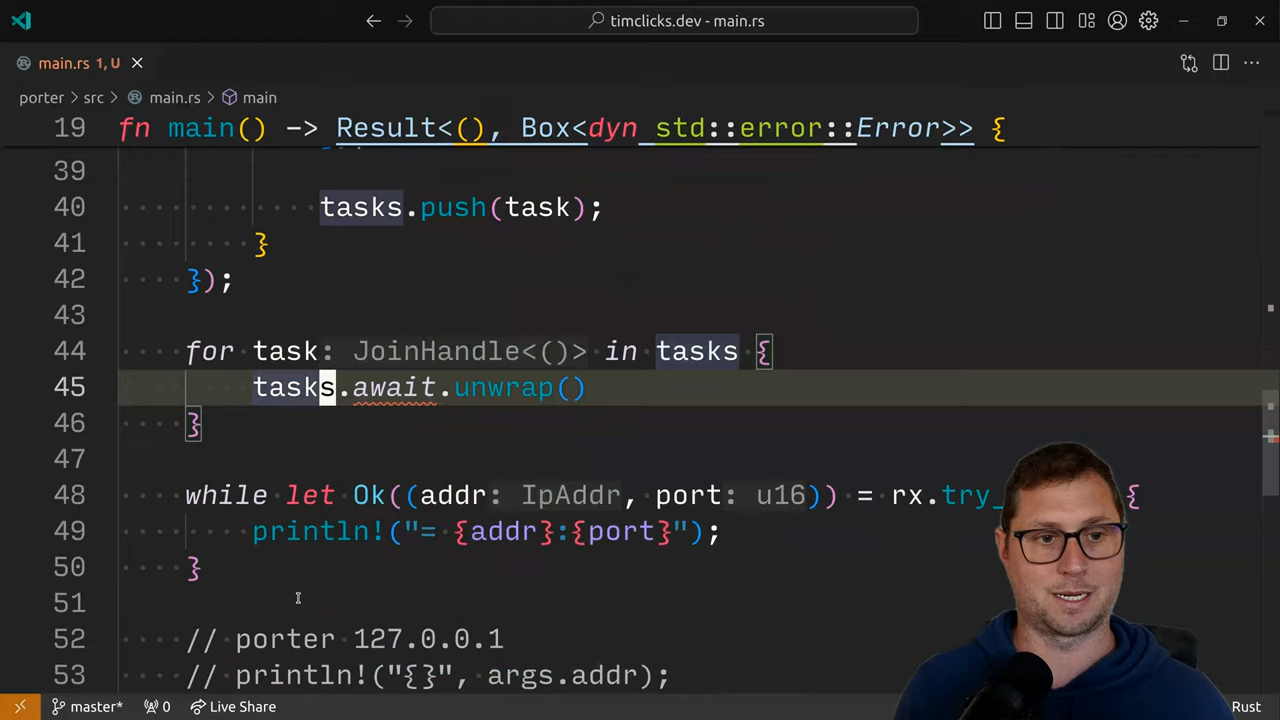 timclicks.dev - main.rs
main.rs 1, U
porter > src > main.rs > main
19 fn main() -> Result<(), Box<dyn std::error::Error>> {
39
40 tasks.push(task);
41 }
42 });
43
44 for task: JoinHandle<()> in tasks {
45 tasks.await.unwrap()
46 }
47
48 while let Ok((addr: IpAddr, port: u16)) = rx.try_ {
49 println!("= {addr}:{port}");
50 }
51
52 // porter 127.0.0.1
53 // println!("{}", args.addr);
master* 0 Live Share Rust